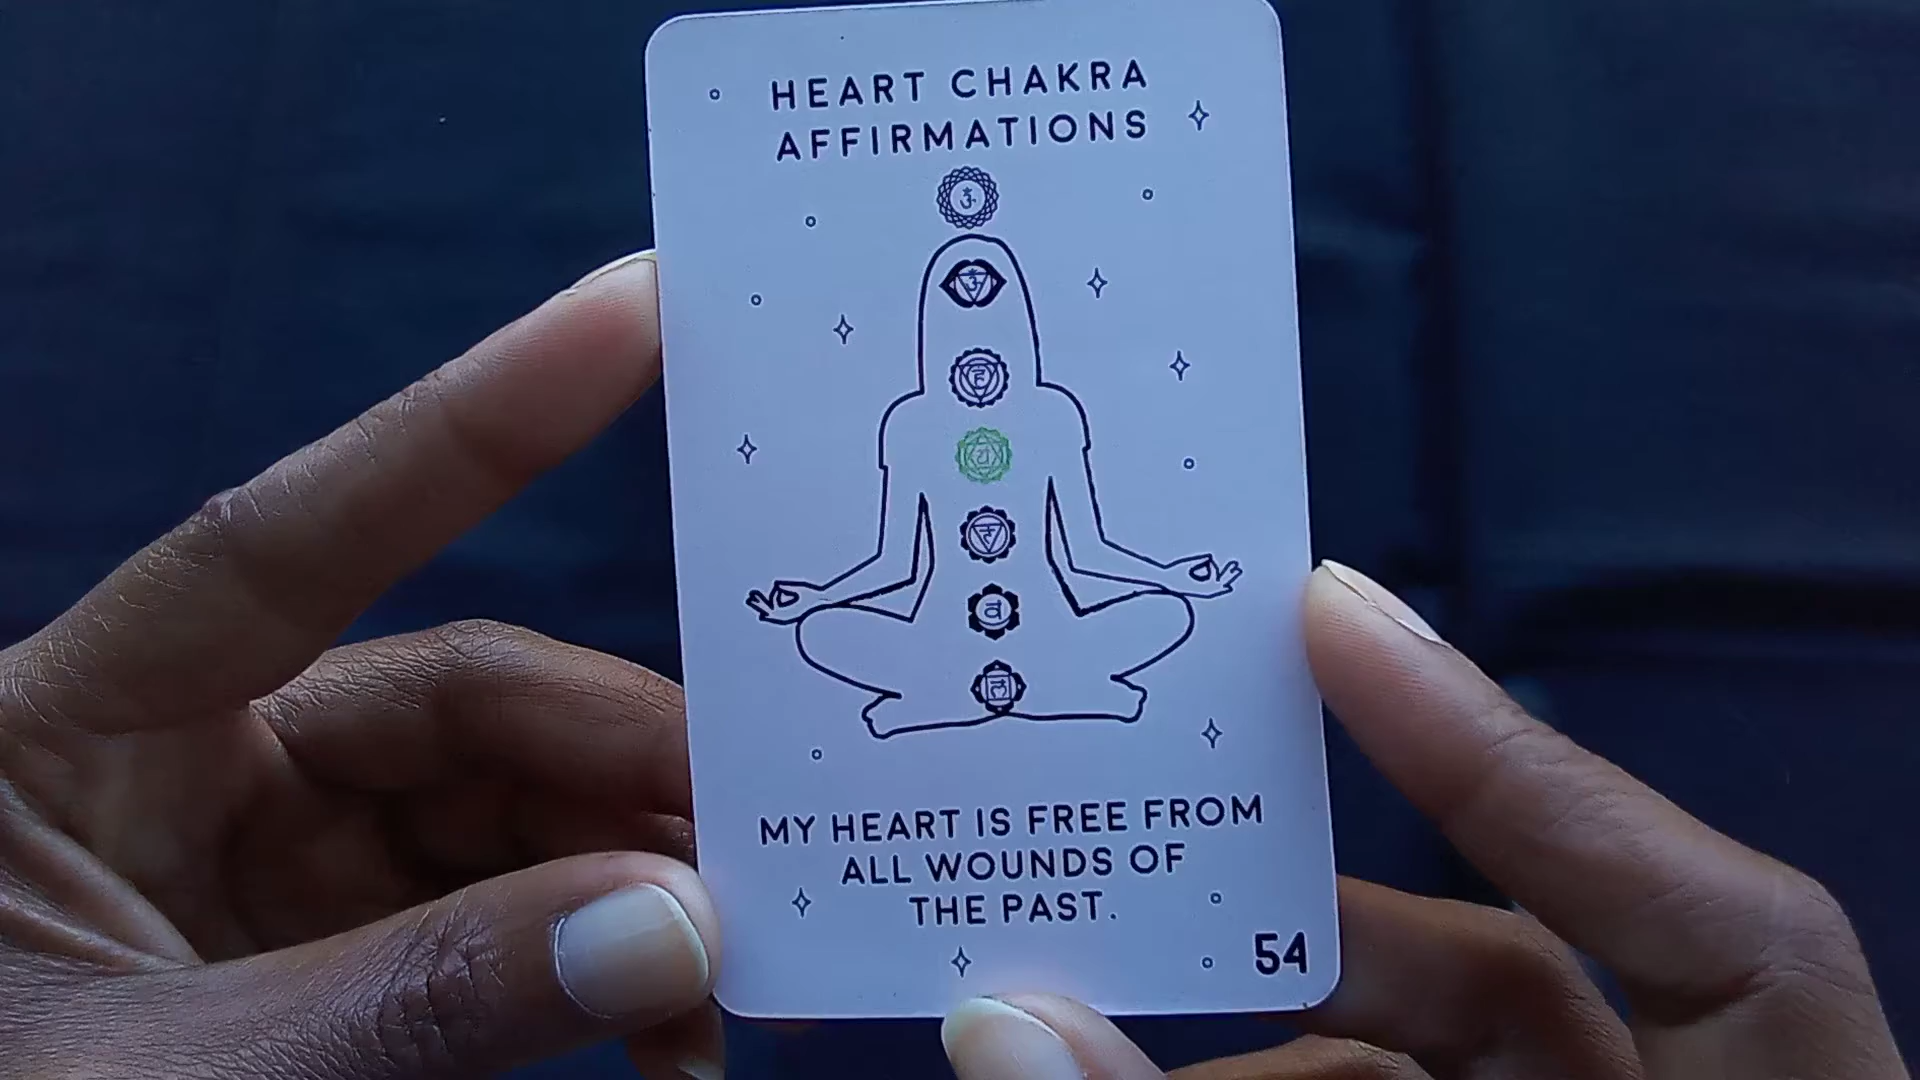 HEART CHAKRA
AFFIRMATIONS
ॐ
ॐ
हं
यं
रं
वं
लं
MY HEART IS FREE FROM
ALL WOUNDS OF
THE PAST.
54